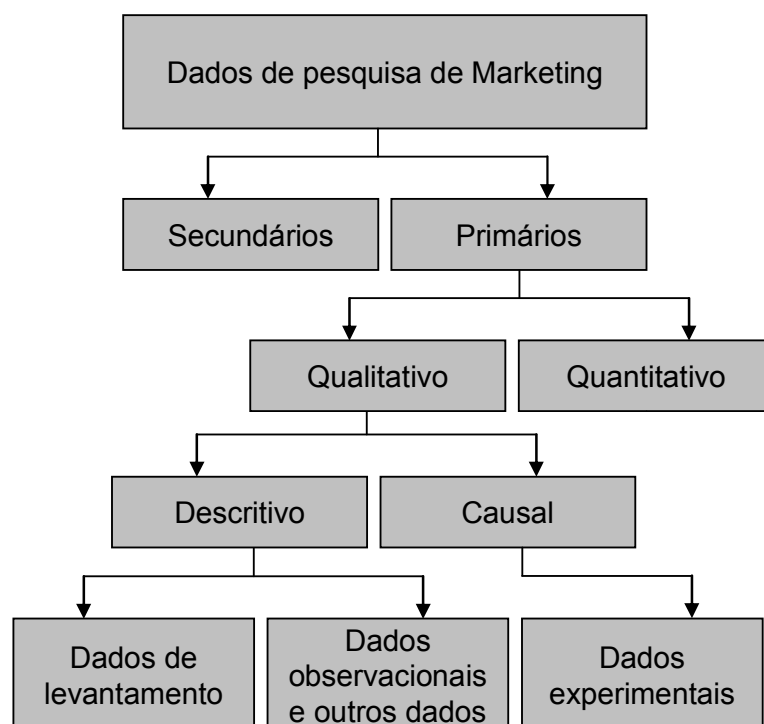 Dados de pesquisa de Marketing
Secundários
Primários
Qualitativo
Quantitativo
Descritivo
Causal
Dados de
levantamento
Dados
observacionais
e outros dados
Dados
experimentais